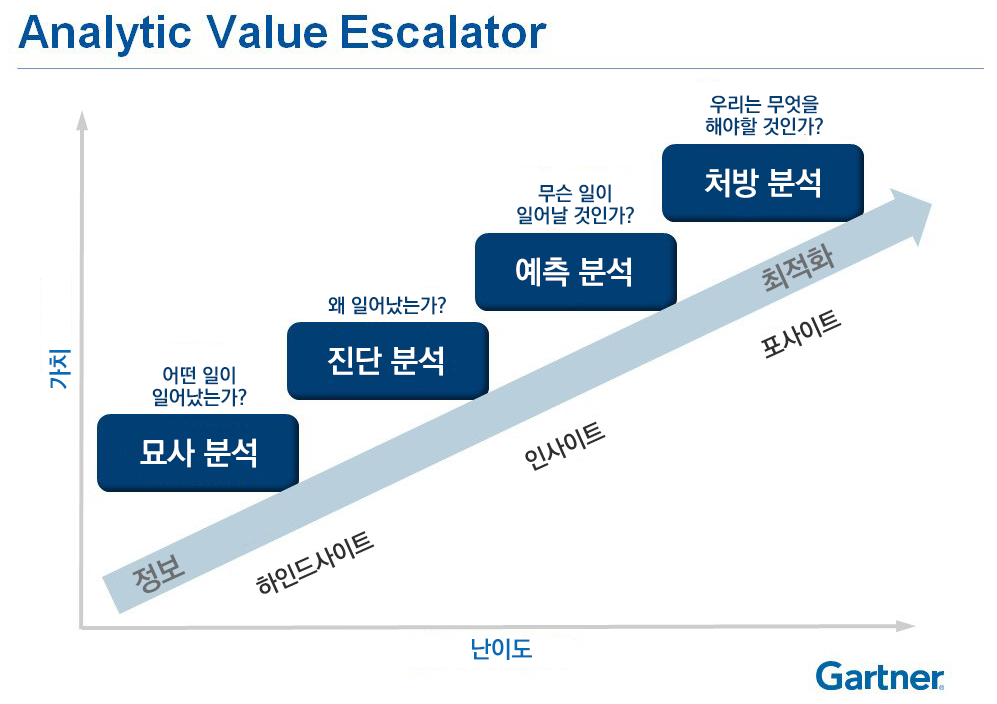 Analytic Value Escalator
우리는 무엇을
해야할 것인가?
처방 분석
무슨 일이
일어날 것인가?
예측 분석
왜 일어났는가?
진단 분석
어떤 일이
일어났는가?
묘사 분석
가치
정보
최적화
하인드사이트
인사이트
포사이트
난이도
Gartner